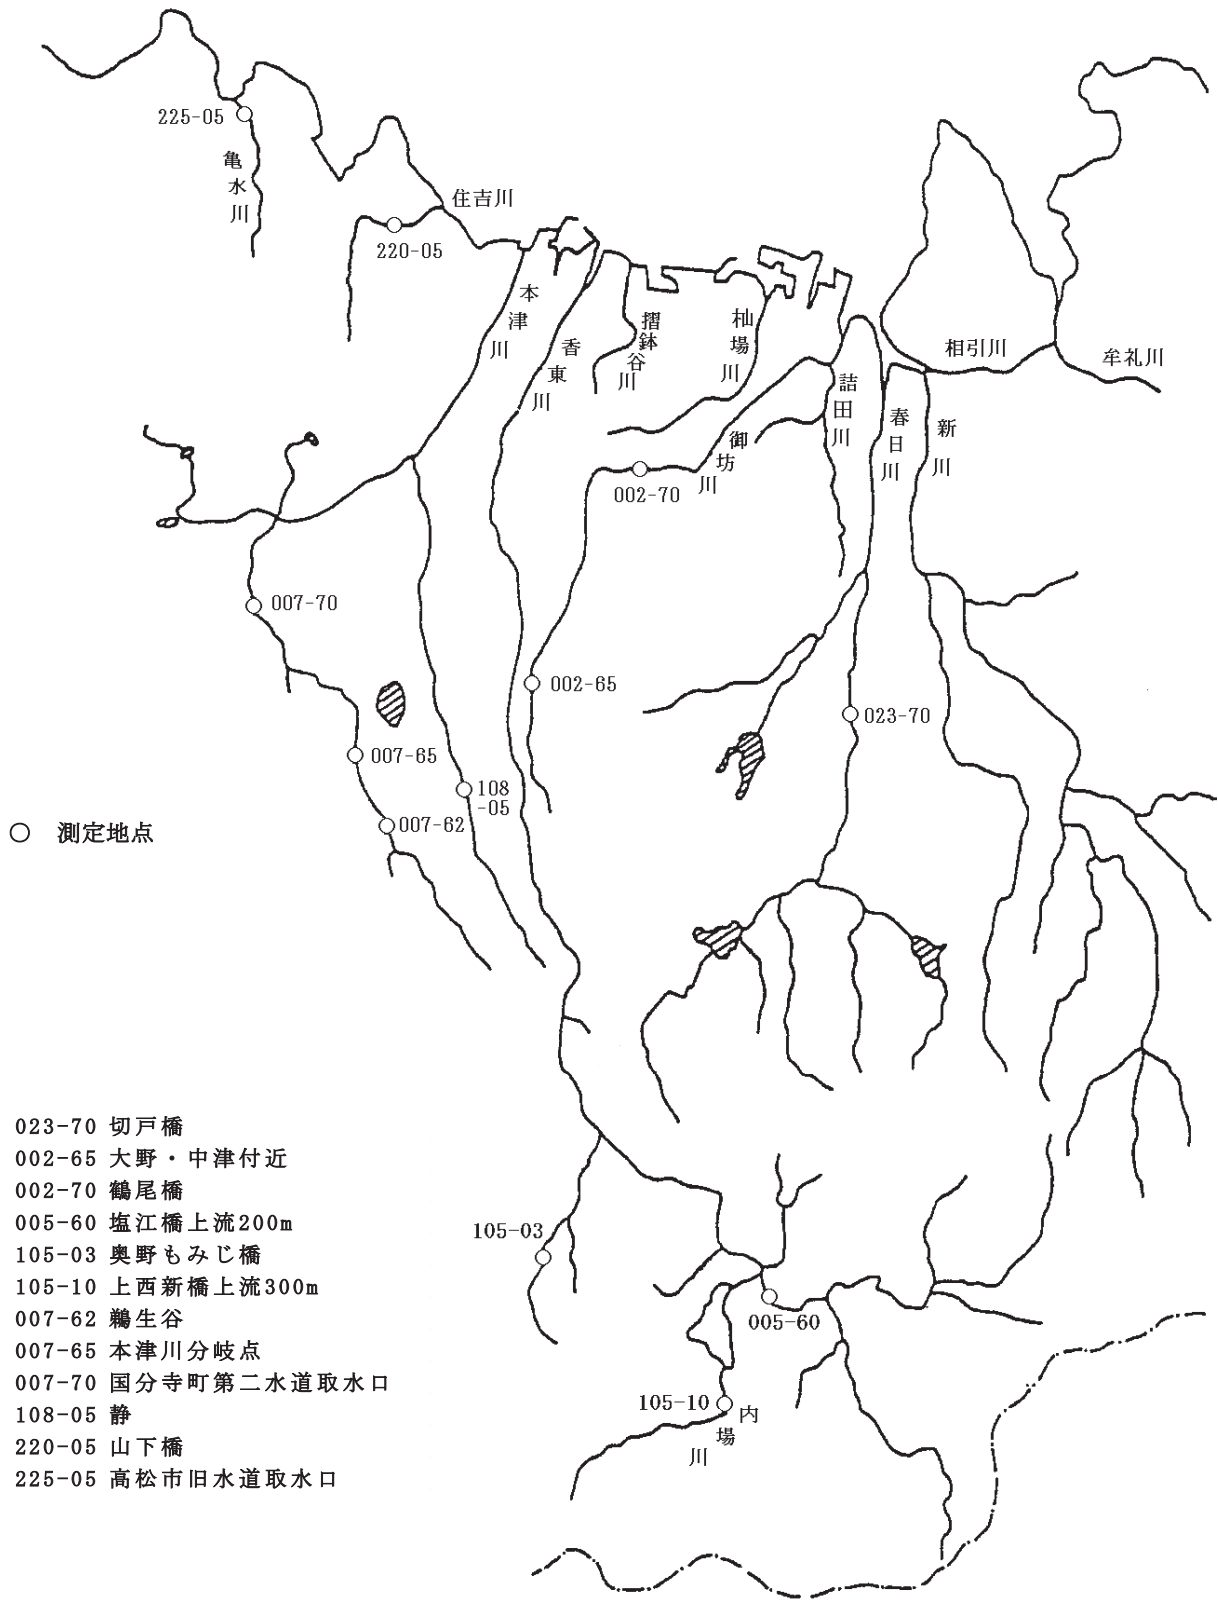 225-05
亀水川
住吉川
220-05
本津川
香東川
摺鉢谷川
杣場川
詰田川
御坊川
春日川
新川
相引川
牟礼川
002-70
007-70
002-65
023-70
007-65
108
-05
007-62
○ 測定地点
023-70 切戸橋
002-65 大野・中津付近
002-70 鶴尾橋
005-60 塩江橋上流200m
105-03 奥野もみじ橋
105-10 上西新橋上流300m
007-62 鵜生谷
007-65 本津川分岐点
007-70 国分寺町第二水道取水口
108-05 静
220-05 山下橋
225-05 高松市旧水道取水口
105-03
005-60
105-10
内場川